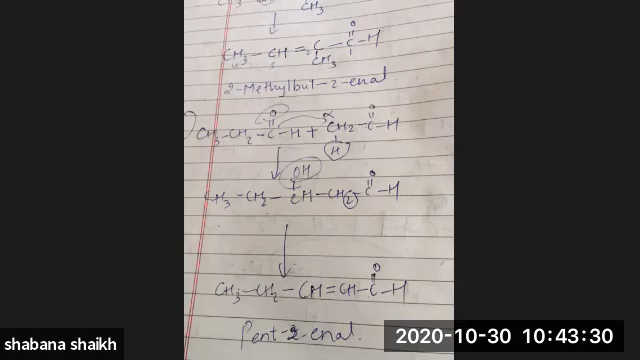 CH3
O
CH3 - CH = C - C - H
CH3
2-Methylbut-2-enal.
O O
CH3-CH2-C-H + CH2-C-H
H
OH O
CH3-CH2-CH-CH2-C-H
O
CH3-CH2-CH=CH-C-H
Pent-2-enal.
shabana shaikh
2020-10-30 10:43:30